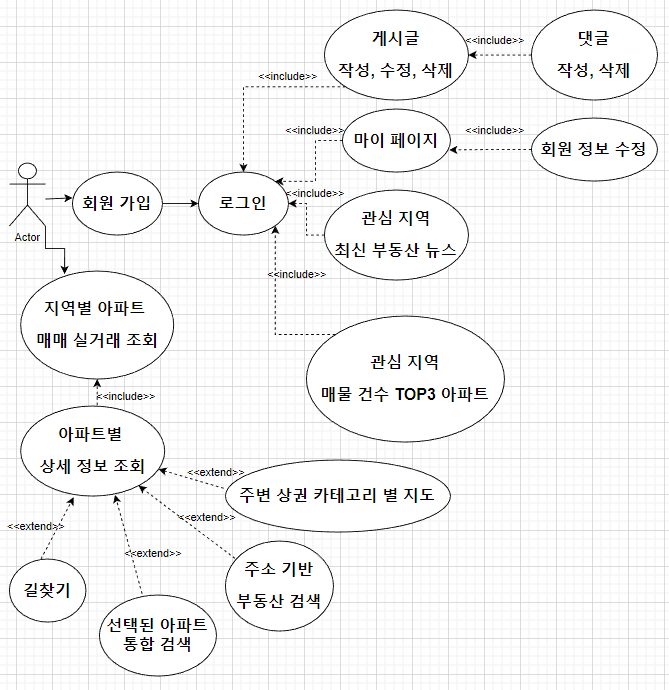 게시글
작성, 수정, 삭제
<<include>>
댓글
작성, 삭제
<<include>>
마이 페이지
<<include>>
<<include>>
회원 정보 수정
Actor
회원 가입
로그인
<<include>>
관심 지역
최신 부동산 뉴스
<<include>>
지역별 아파트
매매 실거래 조회
관심 지역
매물 건수 TOP3 아파트
<<include>>
아파트별
상세 정보 조회
<<extend>>
주변 상권 카테고리 별 지도
<<extend>>
<<extend>>
<<extend>>
길찾기
주소 기반
부동산 검색
선택된 아파트
통합 검색